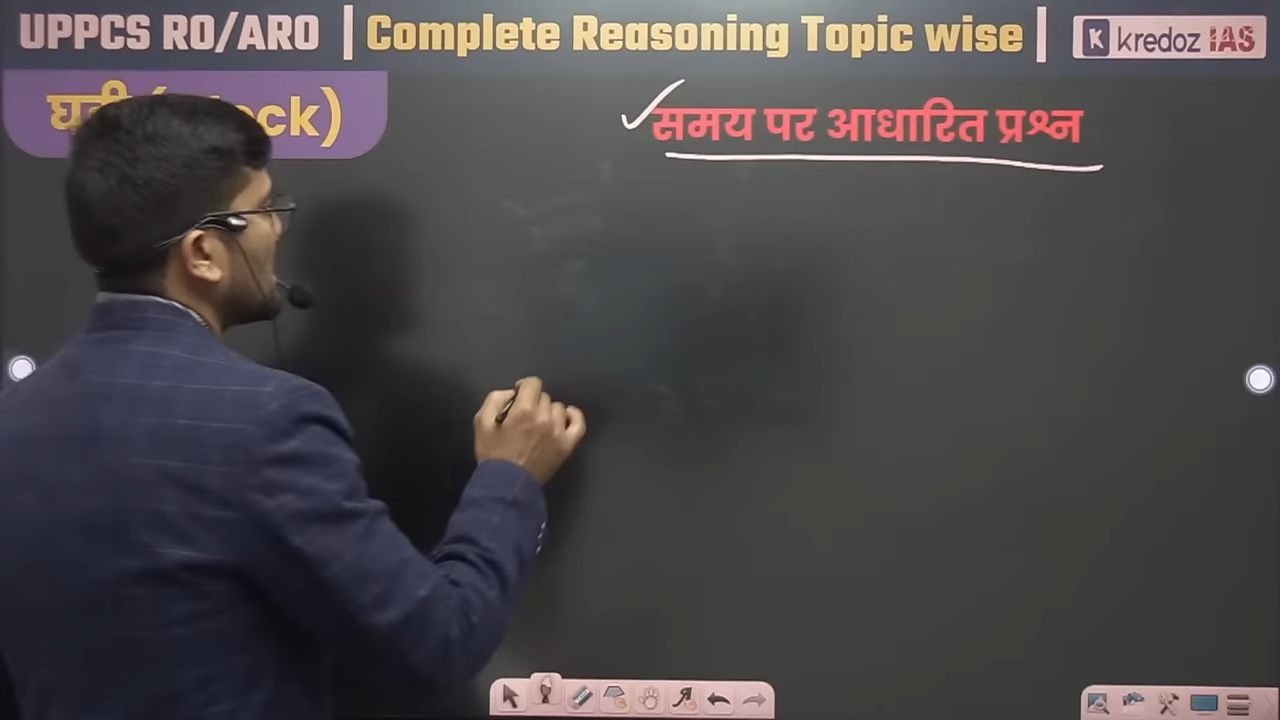 UPPCS RO/ARO | Complete Reasoning Topic wise | K kredoz IAS
समय पर आधारित प्रश्न